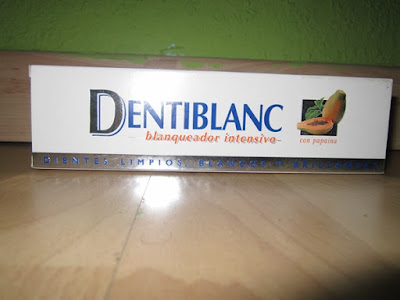 DENTIBLANC
blanqueador intensivo
con papaína
DIENTES LIMPIOS, BLANCOS Y BRILLANTES